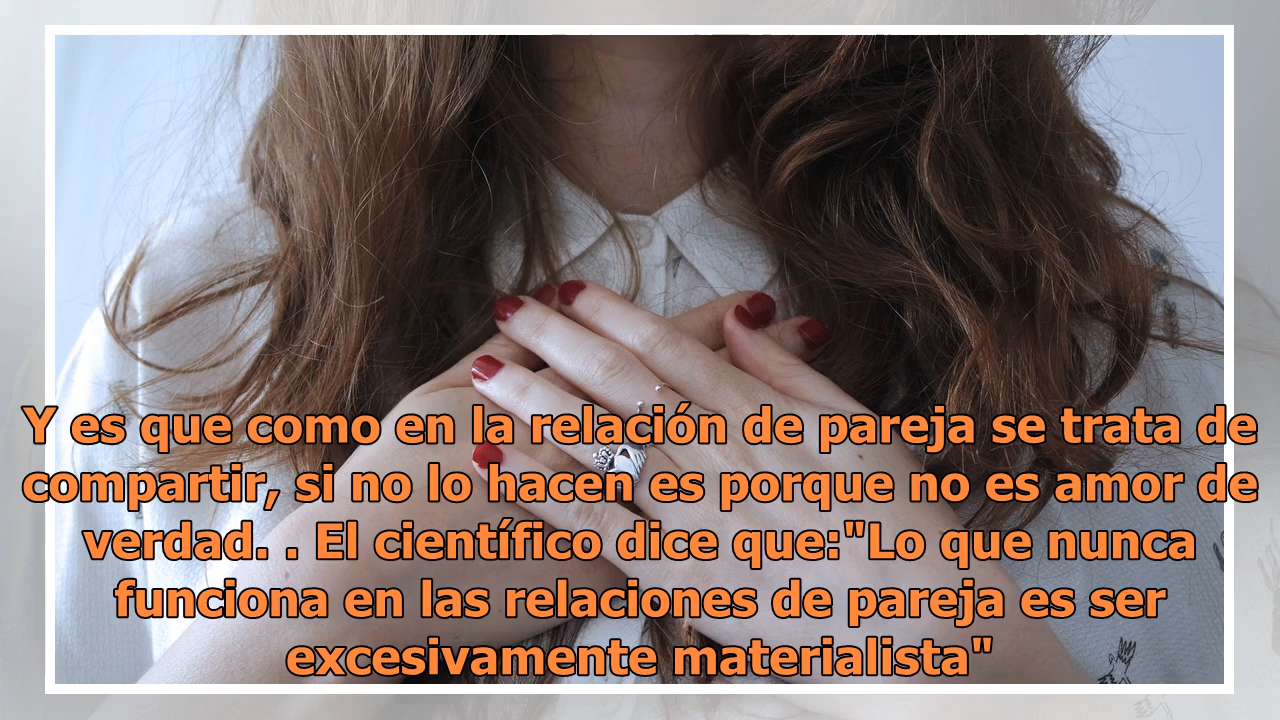 Y es que como en la relación de pareja se trata de
compartir, si no lo hacen es porque no es amor de
verdad. . El científico dice que:"Lo que nunca
funciona en las relaciones de pareja es ser
excesivamente materialista"